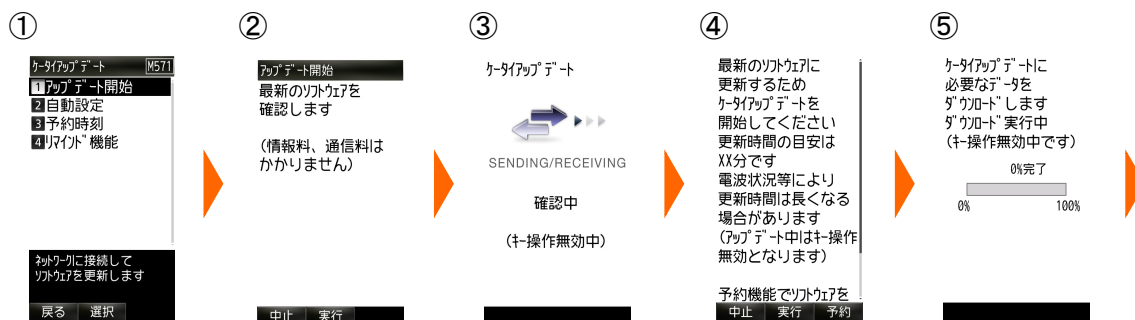 ①
ｹｰﾀｲｱｯﾌﾟﾃﾞｰﾄ M571
1 ｱｯﾌﾟﾃﾞｰﾄ開始
2 自動設定
3 予約時刻
4 ﾘﾏｲﾝﾄﾞ機能
ﾈｯﾄﾜｰｸに接続して
ｿﾌﾄｳｪｱを更新します
戻る 選択
②
ｱｯﾌﾟﾃﾞｰﾄ開始
最新のｿﾌﾄｳｪｱを
確認します
(情報料、通信料は
かかりません)
中止 実行
③
ｹｰﾀｲｱｯﾌﾟﾃﾞｰﾄ
SENDING/RECEIVING
確認中
(ｷｰ操作無効中)
④
最新のｿﾌﾄｳｪｱに
更新するため
ｹｰﾀｲｱｯﾌﾟﾃﾞｰﾄを
開始してください
更新時間の目安は
XX分です
電波状況等により
更新時間は長くなる
場合があります
(ｱｯﾌﾟﾃﾞｰﾄ中はｷｰ操作
無効となります)
予約機能でｿﾌﾄｳｪｱを
中止 実行 予約
⑤
ｹｰﾀｲｱｯﾌﾟﾃﾞｰﾄに
必要なﾃﾞｰﾀを
ﾀﾞｳﾝﾛｰﾄﾞします
ﾀﾞｳﾝﾛｰﾄﾞ実行中
(ｷｰ操作無効中です)
0%完了
0% 100%